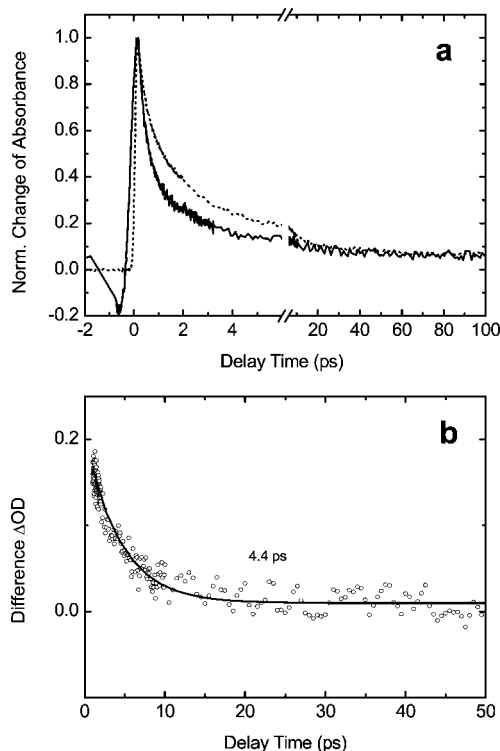 a
Norm. Change of Absorbance
1.0
0.8
0.6
0.4
0.2
0.0
-0.2
-2 0 2 4 20 40 60 80 100
Delay Time (ps)
b
Difference ΔOD
0.2
0.0
4.4 ps
0 10 20 30 40 50
Delay Time (ps)